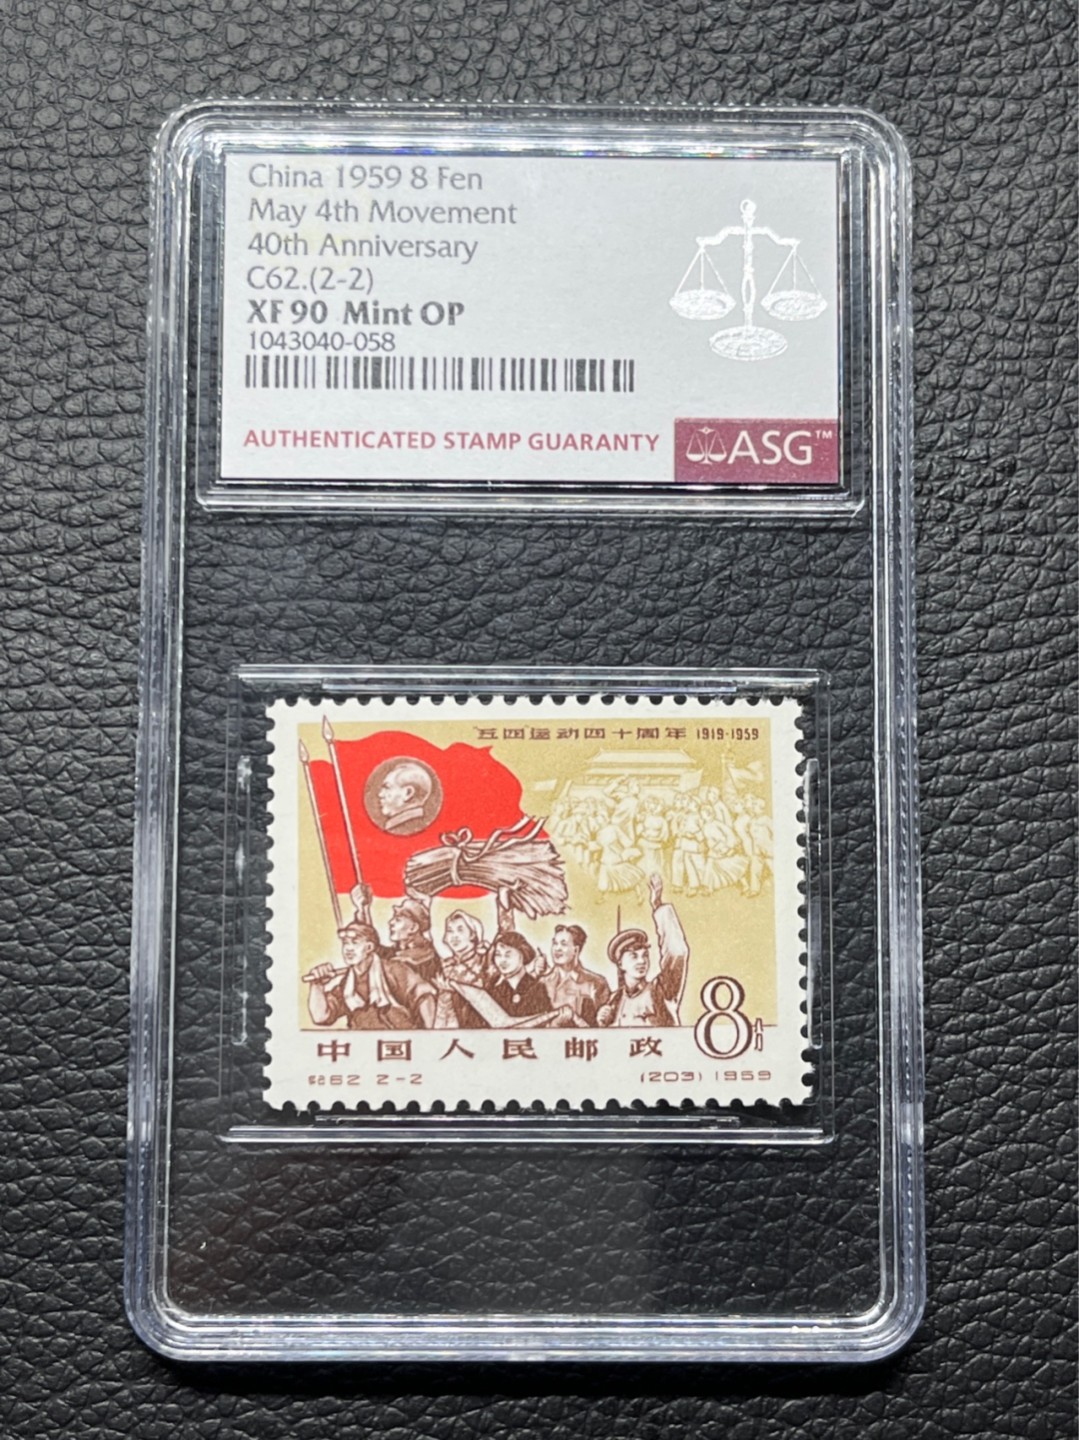 China 1959 8 Fen
May 4th Movement
40th Anniversary
C62.(2-2)
XF 90 Mint OP
1043040-058
AUTHENTICATED STAMP GUARANTY
ASG™
"五四"运动四十周年 1919-1959
8分
中国人民邮政
纪62 2-2
(203) 1959